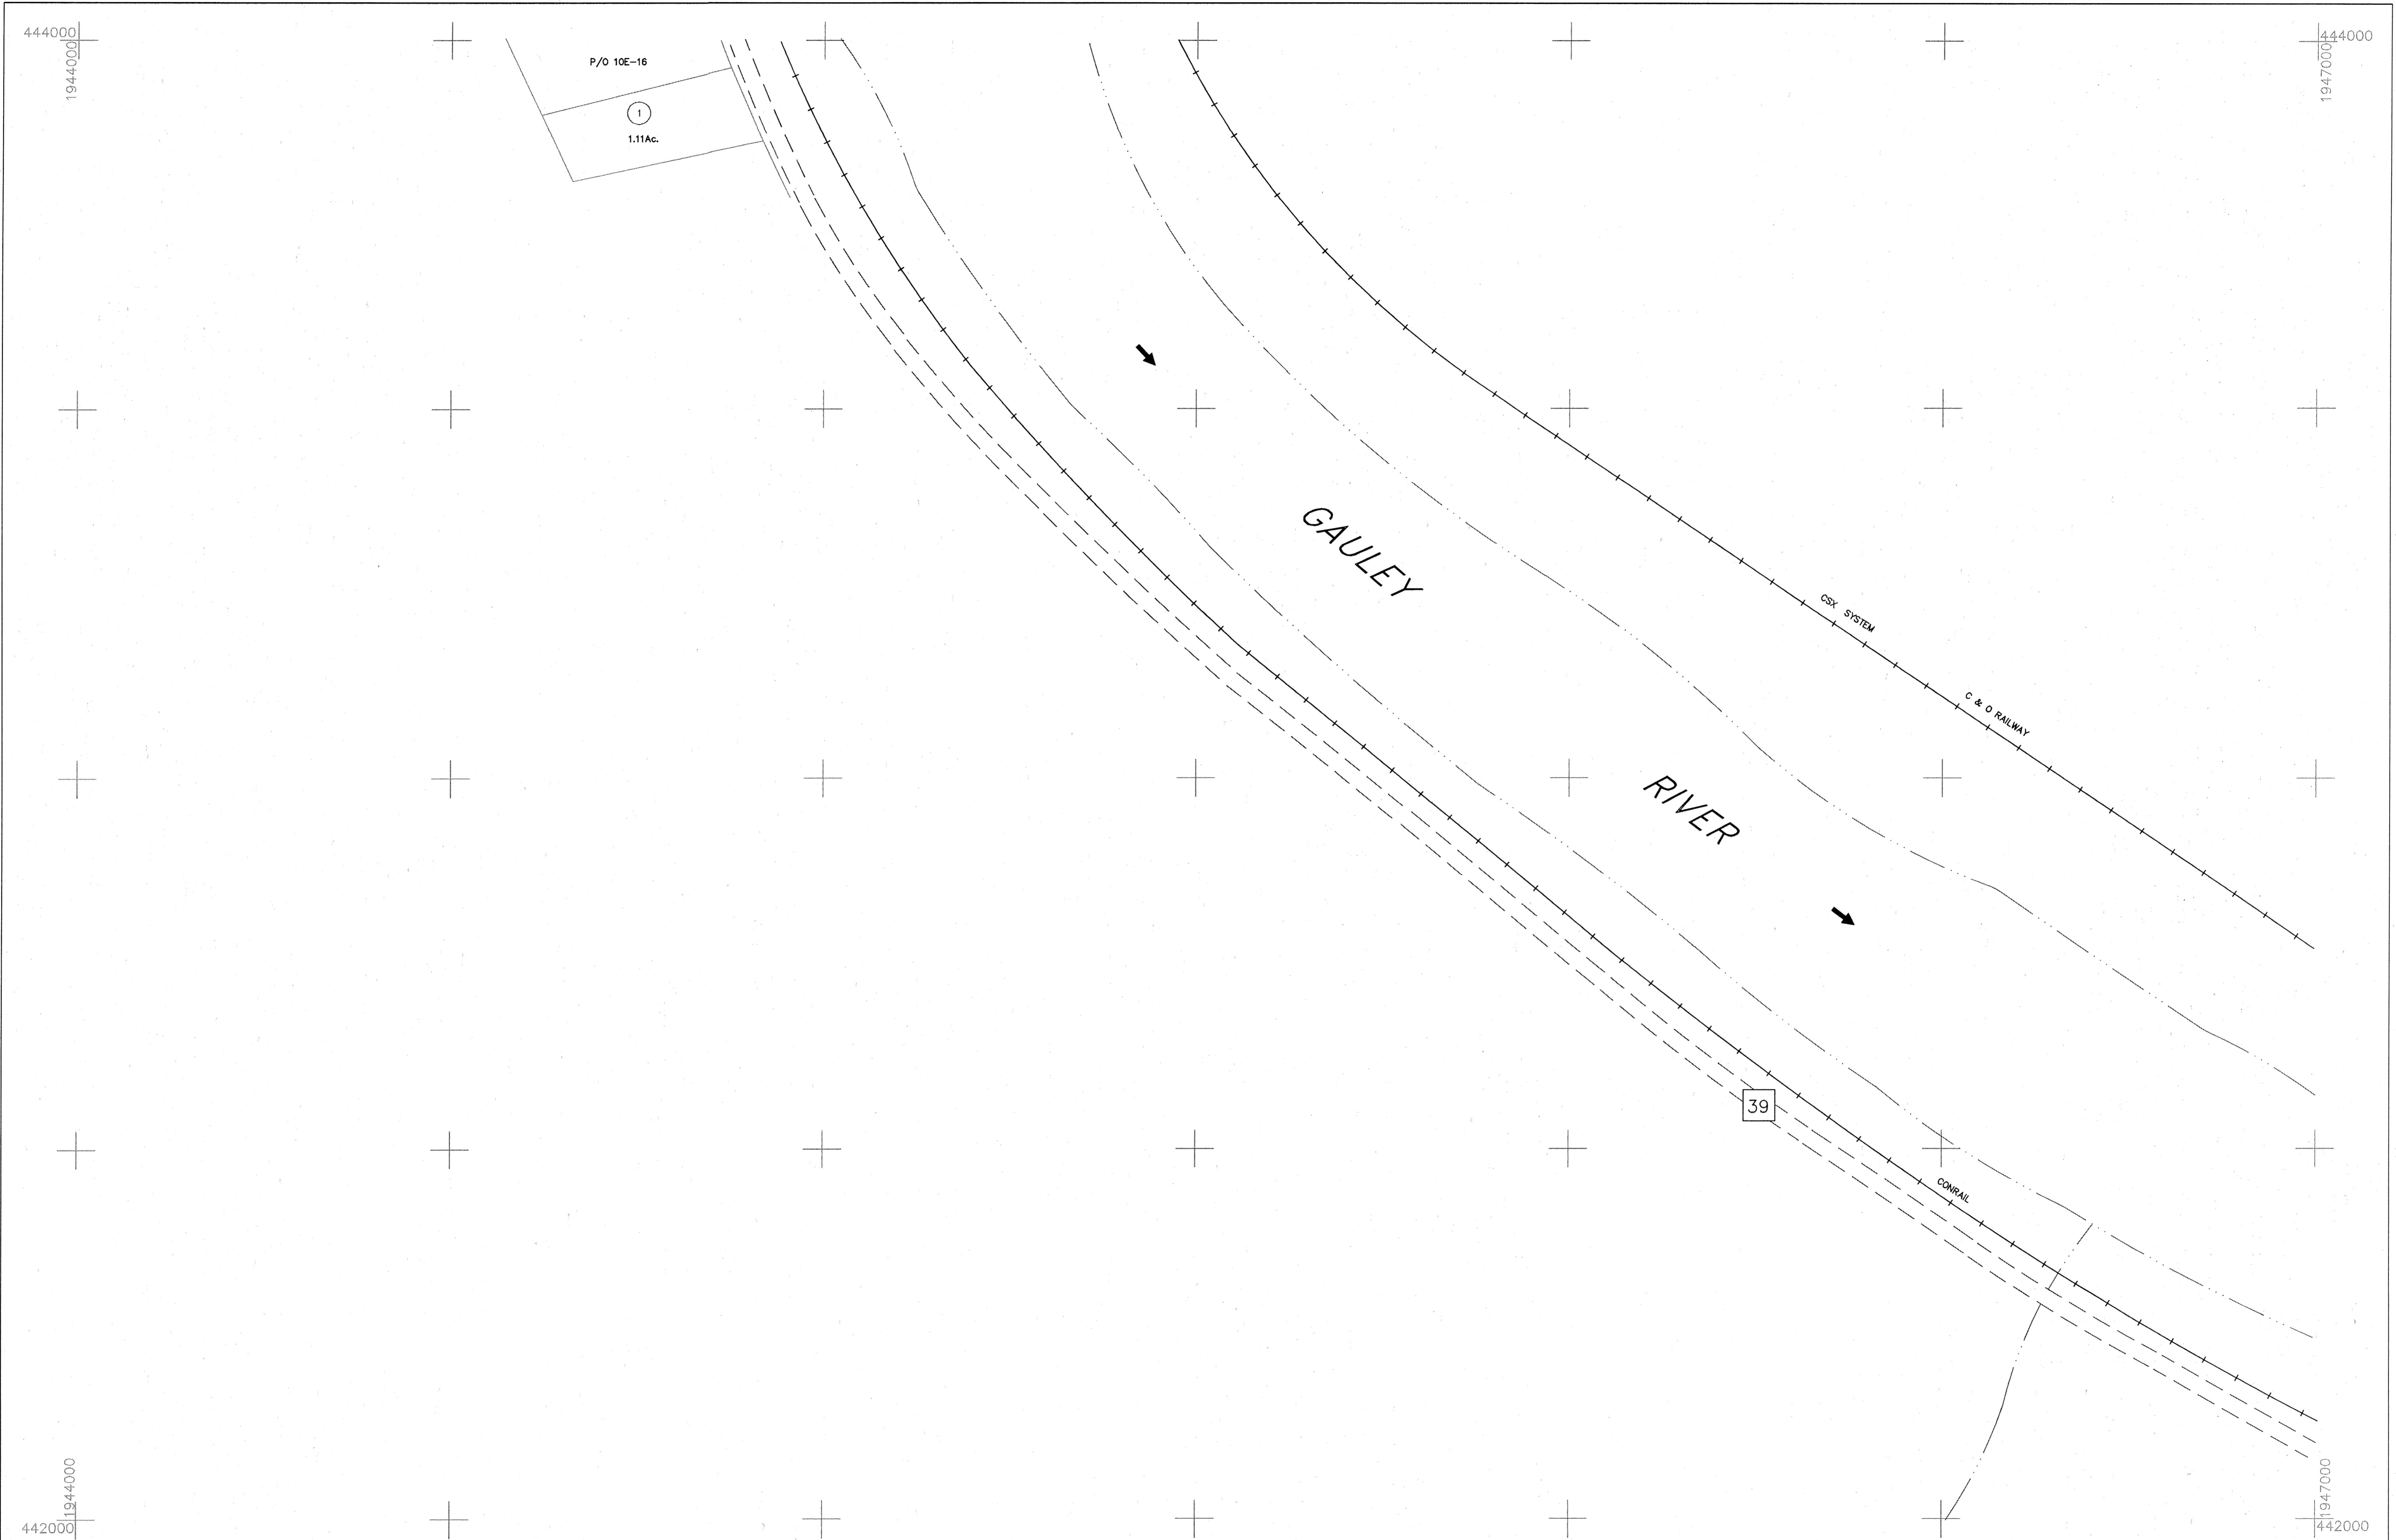 444000
1944000
P/O 10E-16
1
1.11Ac.
444000
1947000
GAULEY
RIVER
CSX SYSTEM
C & O RAILWAY
39
CONRAIL
1944000
442000
1947000
442000